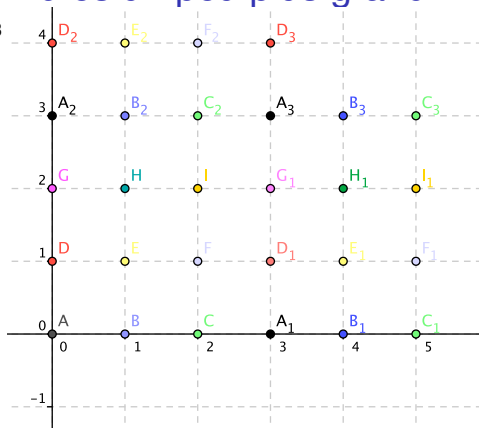 4 D₂ E₂ F₂ D₃
3 A₂ B₂ C₂ A₃ B₃ C₃
2 G H I G₁ H₁ I₁
1 D E F D₁ E₁ F₁
0 A B C A₁ B₁ C₁
0 1 2 3 4 5
−1